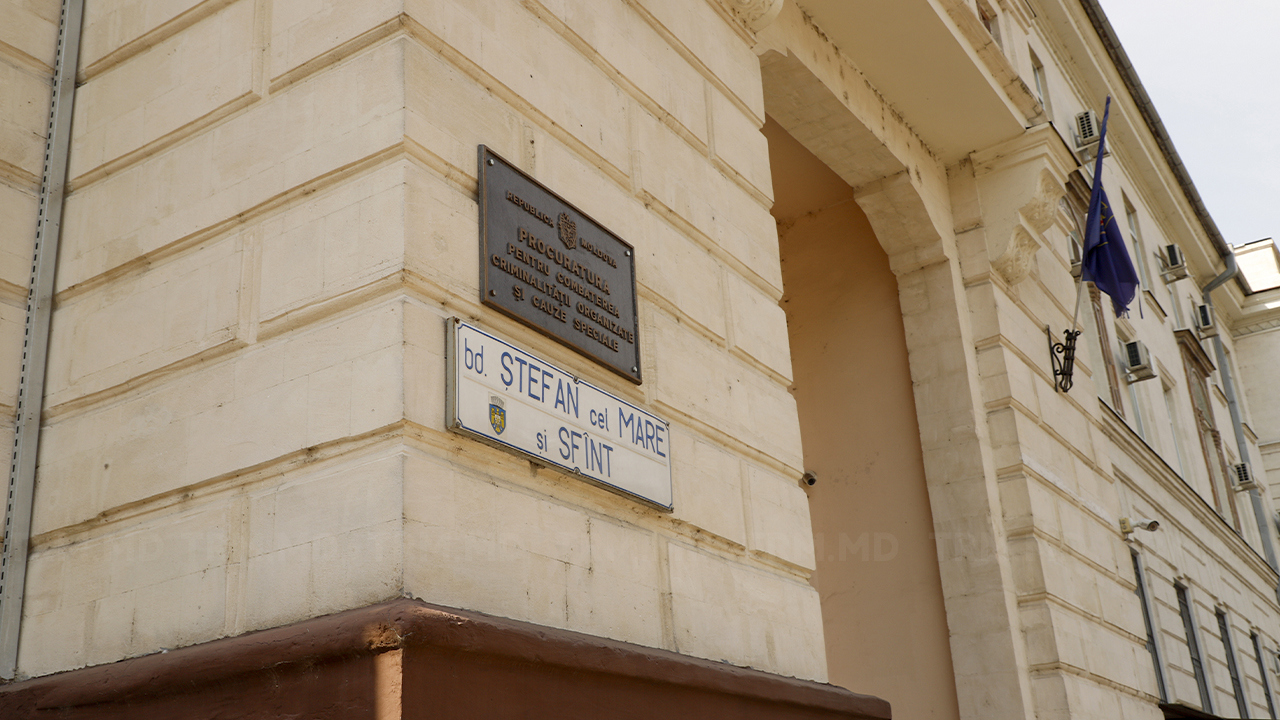 REPUBLICA MOLDOVA
PROCURATURA
PENTRU COMBATEREA
CRIMINALITĂȚII ORGANIZATE
ȘI CAUZE SPECIALE
bd. ȘTEFAN cel MARE
și SFÎNT